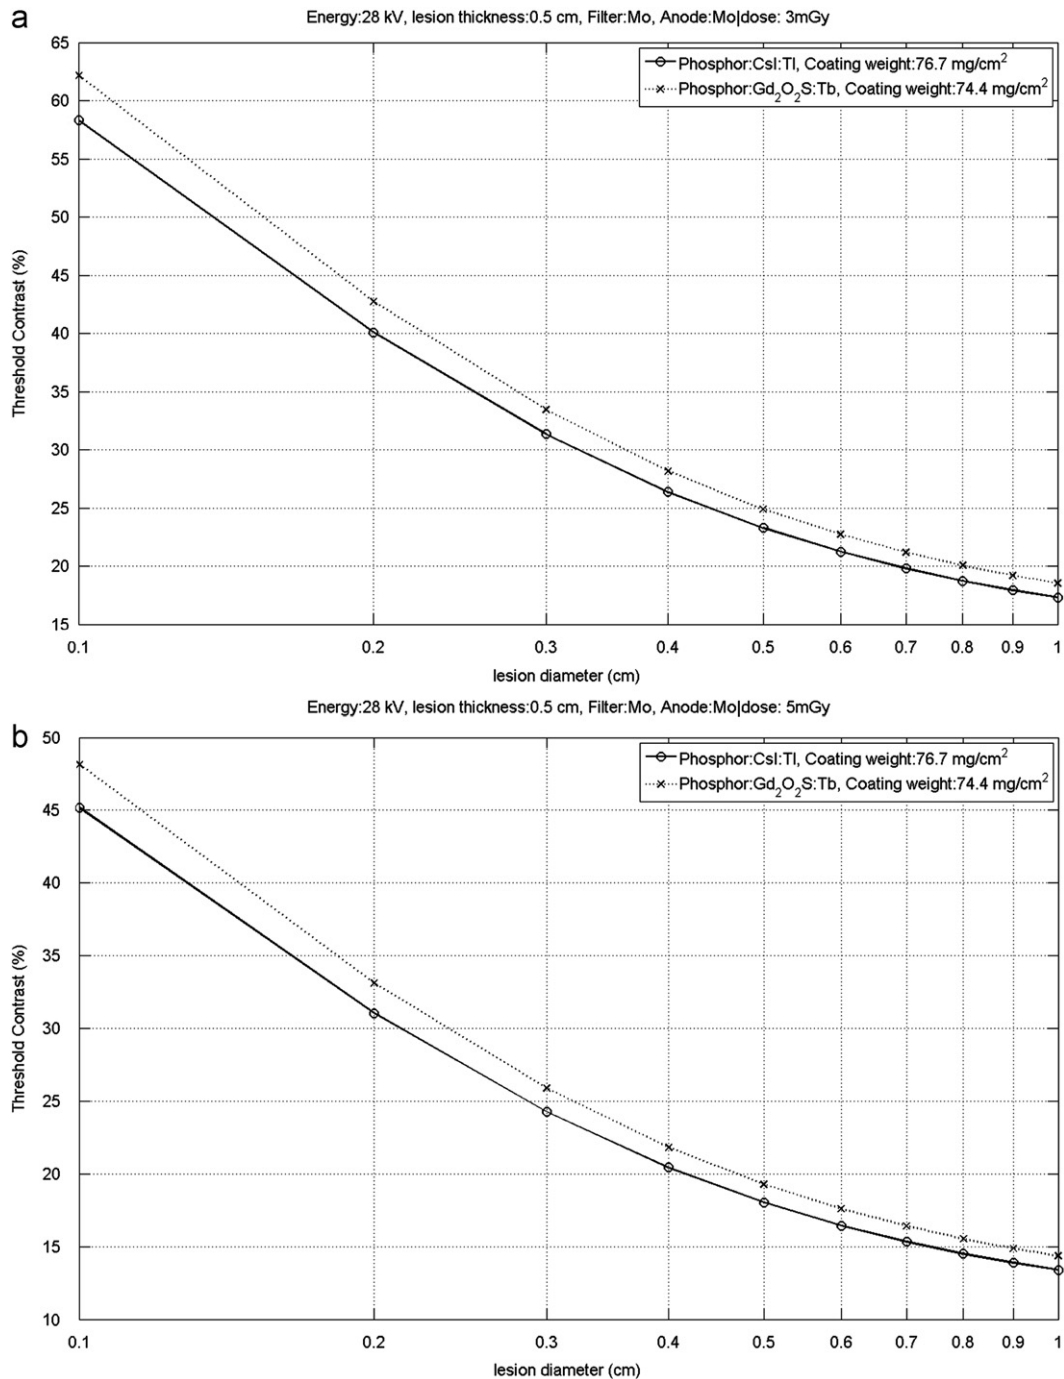 a
Energy:28 kV, lesion thickness:0.5 cm, Filter:Mo, Anode:Mo|dose: 3mGy
Phosphor:CsI:Tl, Coating weight:76.7 mg/cm²
Phosphor:Gd₂O₂S:Tb, Coating weight:74.4 mg/cm²
Threshold Contrast (%)
65
60
55
50
45
40
35
30
25
20
15
0.1 0.2 0.3 0.4 0.5 0.6 0.7 0.8 0.9 1
lesion diameter (cm)
b
Energy:28 kV, lesion thickness:0.5 cm, Filter:Mo, Anode:Mo|dose: 5mGy
Phosphor:CsI:Tl, Coating weight:76.7 mg/cm²
Phosphor:Gd₂O₂S:Tb, Coating weight:74.4 mg/cm²
Threshold Contrast (%)
50
45
40
35
30
25
20
15
10
0.1 0.2 0.3 0.4 0.5 0.6 0.7 0.8 0.9 1
lesion diameter (cm)